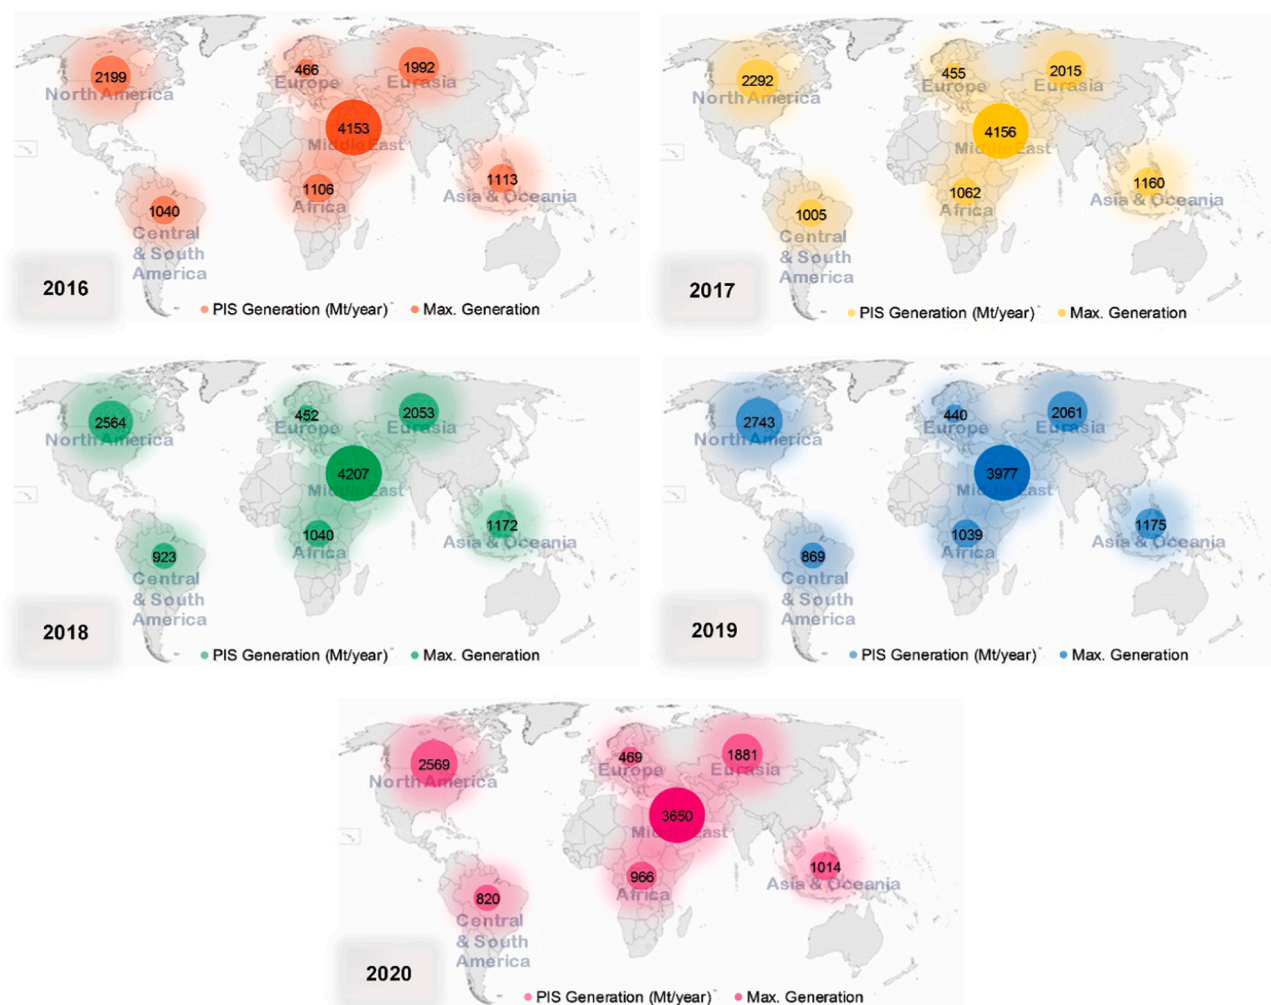 2199
North America
466
Europe
1992
Eurasia
4153
Middle East
1106
Africa
1113
Asia & Oceania
1040
Central
& South
America
2016
PIS Generation (Mt/year)
Max. Generation
2292
North America
455
Europe
2015
Eurasia
4156
Middle East
1062
Africa
1160
Asia & Oceania
1005
Central
& South
America
2017
PIS Generation (Mt/year)
Max. Generation
2564
North America
452
Europe
2053
Eurasia
4207
Middle East
1040
Africa
1172
Asia & Oceania
923
Central
& South
America
2018
PIS Generation (Mt/year)
Max. Generation
2743
North America
440
Europe
2061
Eurasia
3977
Middle East
1039
Africa
1175
Asia & Oceania
869
Central
& South
America
2019
PIS Generation (Mt/year)
Max. Generation
2569
North America
469
Europe
1881
Eurasia
3650
Middle East
966
Africa
1014
Asia & Oceania
820
Central
& South
America
2020
PIS Generation (Mt/year)
Max. Generation